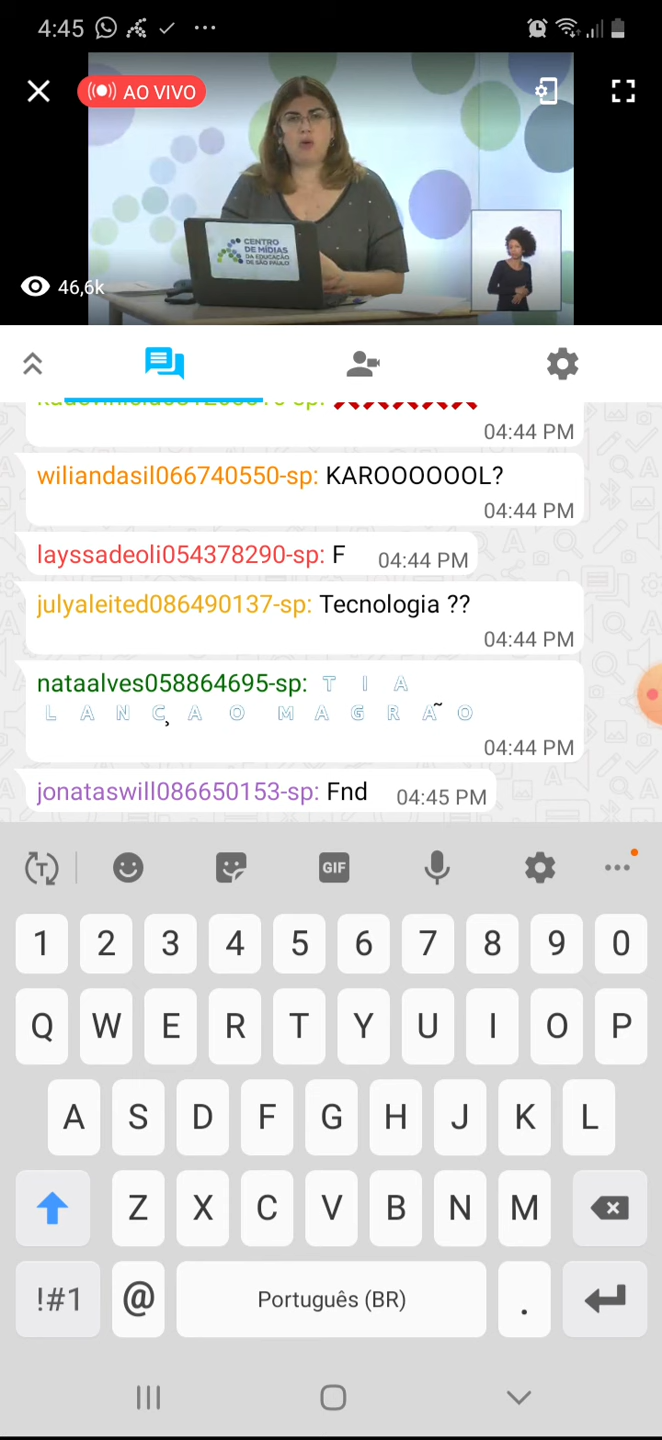 4:45
AO VIVO
CENTRO
DE MÍDIAS
DA EDUCAÇÃO
DE SÃO PAULO
46,6k
04:44 PM
wiliandasil066740550-sp: KAROOOOOOL?
04:44 PM
layssadeoli054378290-sp: F 04:44 PM
julyaleited086490137-sp: Tecnologia ??
04:44 PM
nataalves058864695-sp: T I A
L A N Ç A O M A G R Ã O
04:44 PM
jonataswill086650153-sp: Fnd 04:45 PM
T GIF
1 2 3 4 5 6 7 8 9 0
Q W E R T Y U I O P
A S D F G H J K L
Z X C V B N M
!#1 @ Português (BR) .